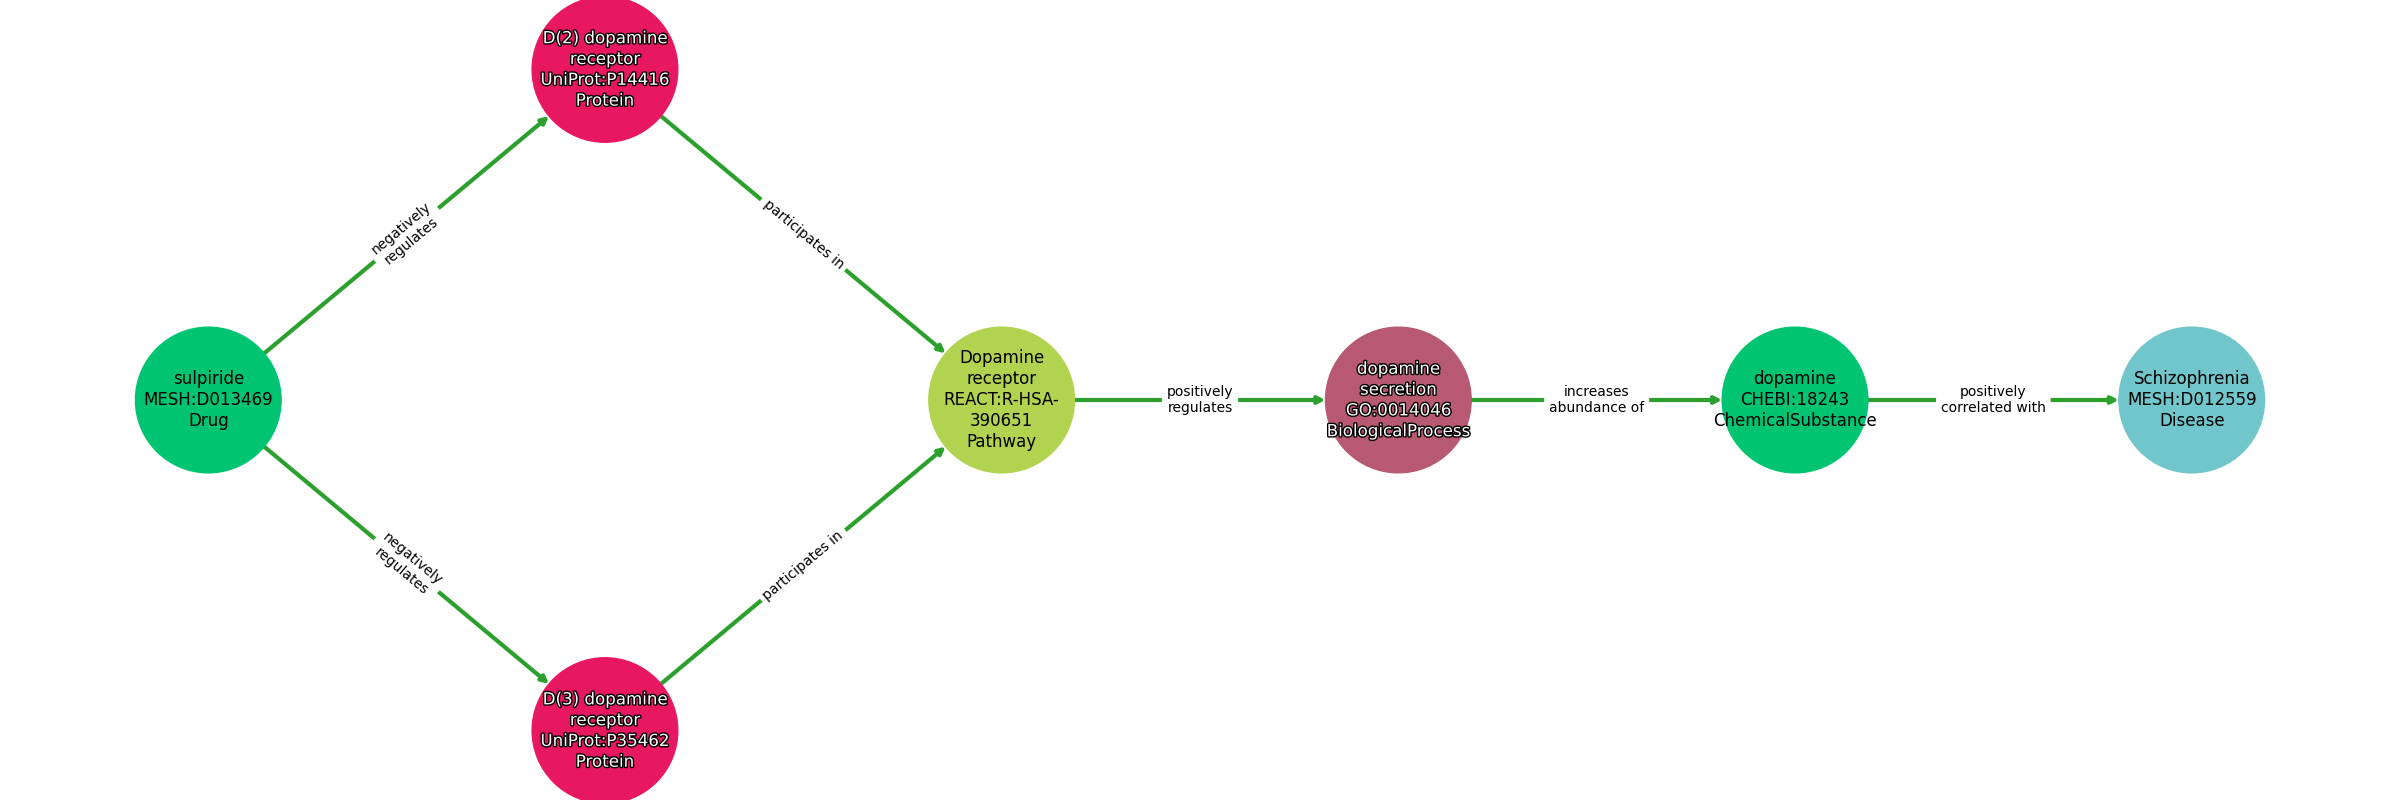 D(2) dopamine
receptor
UniProt:P14416
Protein
negatively
regulates
participates in
sulpiride
MESH:D013469
Drug
Dopamine
receptor
REACT:R-HSA-
390651
Pathway
positively
regulates
dopamine
secretion
GO:0014046
BiologicalProcess
increases
abundance of
dopamine
CHEBI:18243
ChemicalSubstance
positively
correlated with
Schizophrenia
MESH:D012559
Disease
negatively
regulates
participates in
D(3) dopamine
receptor
UniProt:P35462
Protein